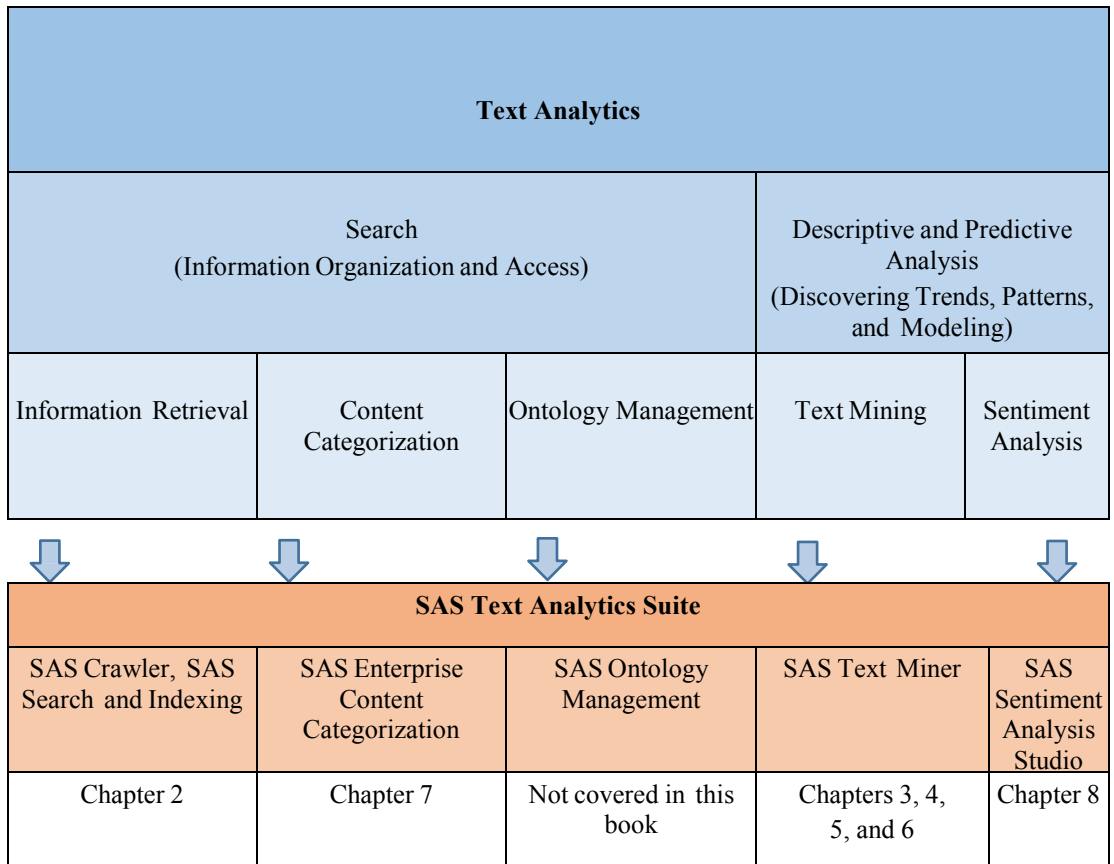 Text Analytics
Search
(Information Organization and Access)
Descriptive and Predictive
Analysis
(Discovering Trends, Patterns,
and Modeling)
Information Retrieval
Content
Categorization
Ontology Management
Text Mining
Sentiment
Analysis
SAS Text Analytics Suite
SAS Crawler, SAS
Search and Indexing
SAS Enterprise
Content
Categorization
SAS Ontology
Management
SAS Text Miner
SAS
Sentiment
Analysis
Studio
Chapter 2
Chapter 7
Not covered in this
book
Chapters 3, 4,
5, and 6
Chapter 8